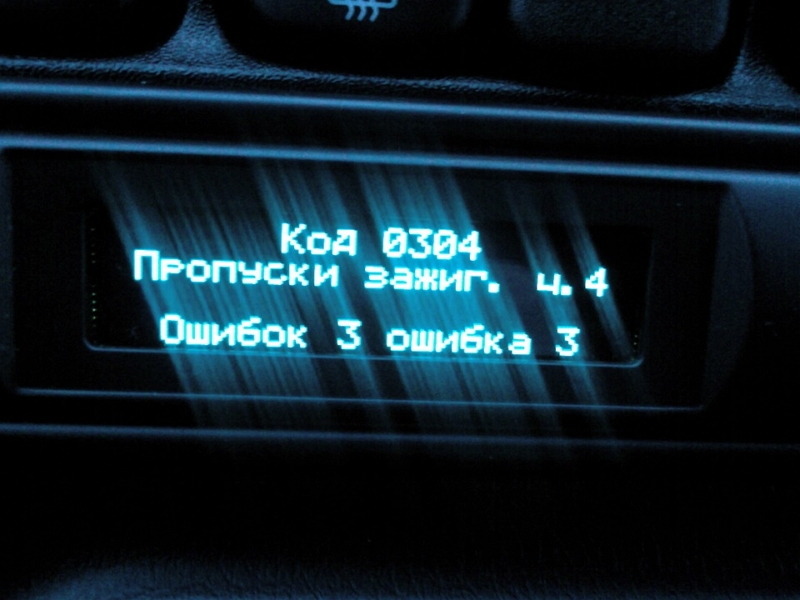 Код 0304
Пропуски зажиг. ц.4
Ошибок 3 ошибка 3